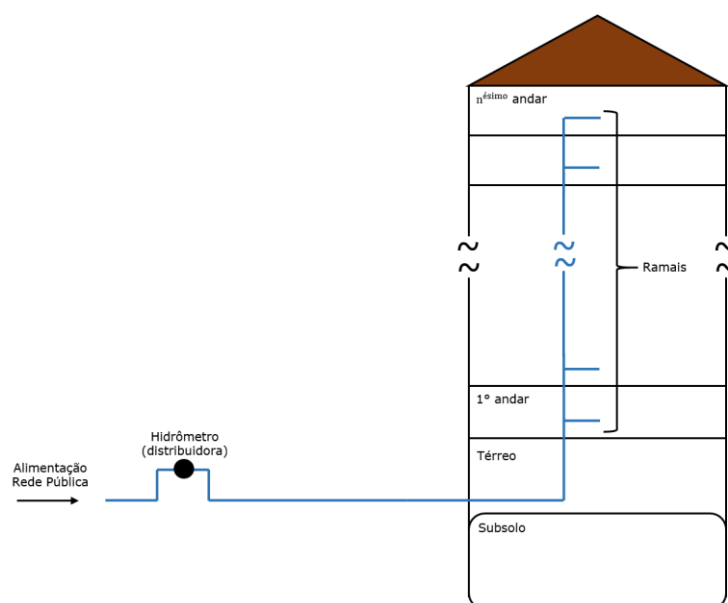 nésimo andar
Ramais
1° andar
Hidrômetro
(distribuidora)
Térreo
Alimentação
Rede Pública
Subsolo